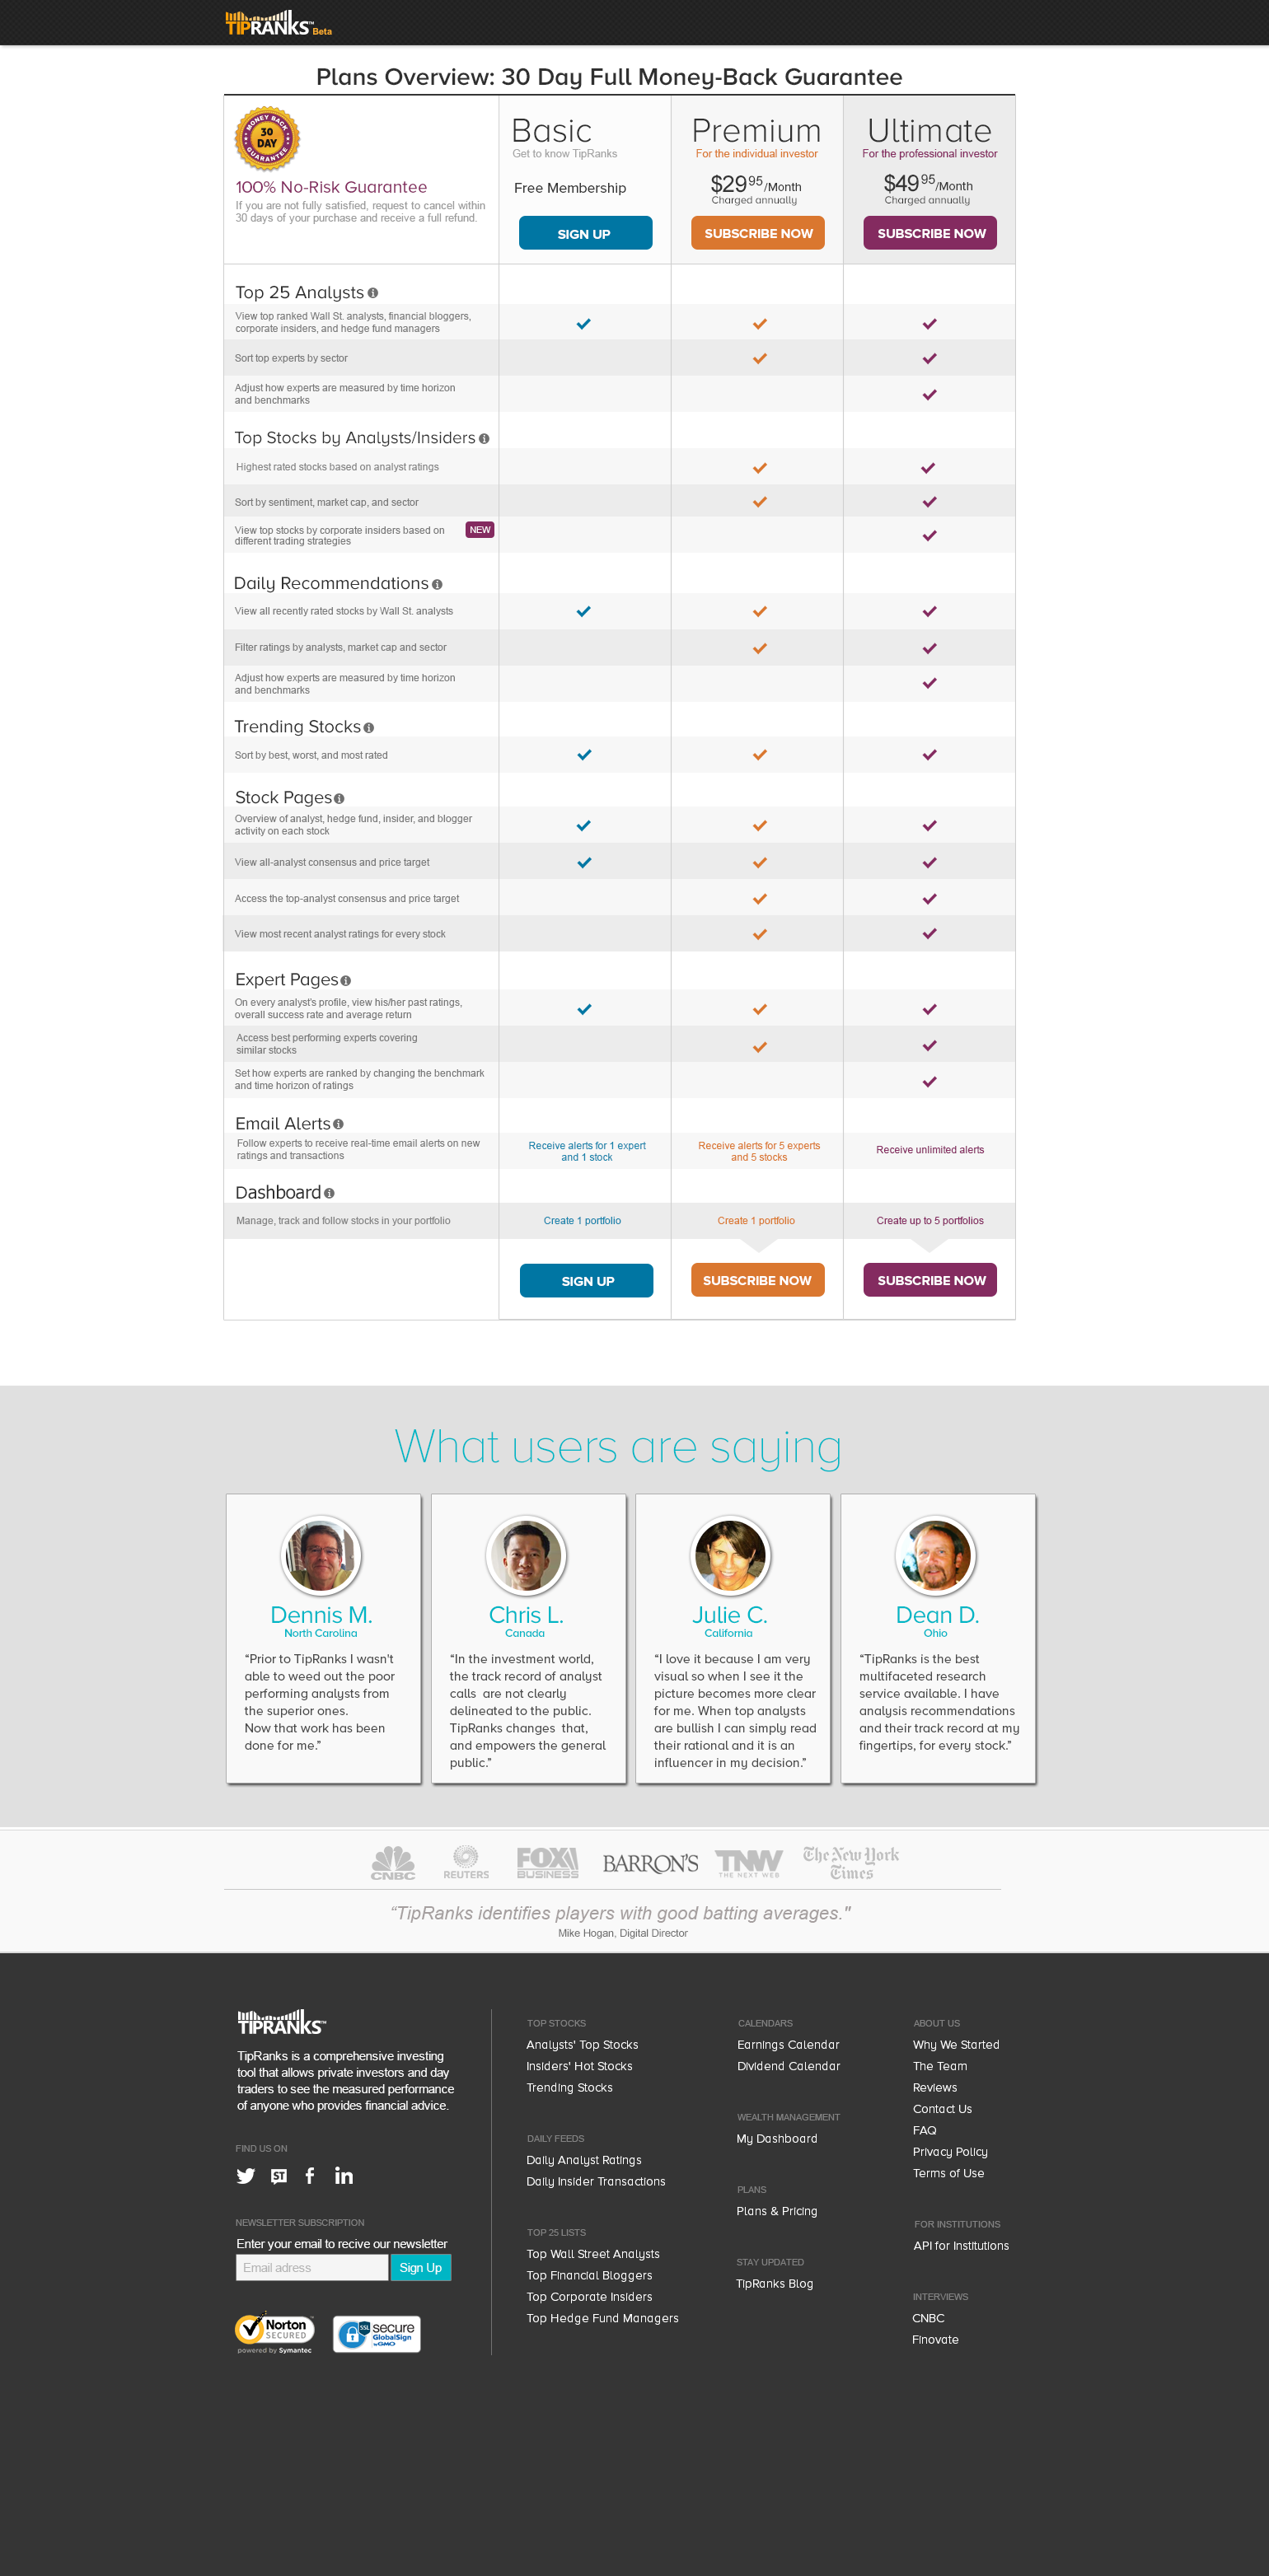 TIPRANKS™ Beta
Plans Overview: 30 Day Full Money-Back Guarantee
MONEY BACK
30
DAY
GUARANTEE
100% No-Risk Guarantee
If you are not fully satisfied, request to cancel within
30 days of your purchase and receive a full refund.
Basic
Get to know TipRanks
Free Membership
SIGN UP
Premium
For the individual investor
$29.95/Month
Charged annually
SUBSCRIBE NOW
Ultimate
For the professional investor
$49.95/Month
Charged annually
SUBSCRIBE NOW
Top 25 Analysts
View top ranked Wall St. analysts, financial bloggers,
corporate insiders, and hedge fund managers
Sort top experts by sector
Adjust how experts are measured by time horizon
and benchmarks
Top Stocks by Analysts/Insiders
Highest rated stocks based on analyst ratings
Sort by sentiment, market cap, and sector
View top stocks by corporate insiders based on
different trading strategies
NEW
Daily Recommendations
View all recently rated stocks by Wall St. analysts
Filter ratings by analysts, market cap and sector
Adjust how experts are measured by time horizon
and benchmarks
Trending Stocks
Sort by best, worst, and most rated
Stock Pages
Overview of analyst, hedge fund, insider, and blogger
activity on each stock
View all-analyst consensus and price target
Access the top-analyst consensus and price target
View most recent analyst ratings for every stock
Expert Pages
On every analyst's profile, view his/her past ratings,
overall success rate and average return
Access best performing experts covering
similar stocks
Set how experts are ranked by changing the benchmark
and time horizon of ratings
Email Alerts
Follow experts to receive real-time email alerts on new
ratings and transactions
Receive alerts for 1 expert
and 1 stock
Receive alerts for 5 experts
and 5 stocks
Receive unlimited alerts
Dashboard
Manage, track and follow stocks in your portfolio
Create 1 portfolio
Create 1 portfolio
Create up to 5 portfolios
SIGN UP
SUBSCRIBE NOW
SUBSCRIBE NOW
What users are saying
Dennis M.
North Carolina
“Prior to TipRanks I wasn't
able to weed out the poor
performing analysts from
the superior ones.
Now that work has been
done for me.”
Chris L.
Canada
“In the investment world,
the track record of analyst
calls are not clearly
delineated to the public.
TipRanks changes that,
and empowers the general
public.”
Julie C.
California
“I love it because I am very
visual so when I see it the
picture becomes more clear
for me. When top analysts
are bullish I can simply read
their rational and it is an
influencer in my decision.”
Dean D.
Ohio
“TipRanks is the best
multifaceted research
service available. I have
analysis recommendations
and their track record at my
fingertips, for every stock.”
CNBC
REUTERS
FOX BUSINESS
BARRON'S
TNW
THE NEXT WEB
The New York
Times
“TipRanks identifies players with good batting averages."
Mike Hogan, Digital Director
TIPRANKS™
TipRanks is a comprehensive investing
tool that allows private investors and day
traders to see the measured performance
of anyone who provides financial advice.
FIND US ON
ST
f
in
NEWSLETTER SUBSCRIPTION
Enter your email to recive our newsletter
Email adress
Sign Up
Norton
SECURED
powered by Symantec
SSL
secure
GlobalSign
by GMO
TOP STOCKS
Analysts' Top Stocks
Insiders' Hot Stocks
Trending Stocks
DAILY FEEDS
Daily Analyst Ratings
Daily Insider Transactions
TOP 25 LISTS
Top Wall Street Analysts
Top Financial Bloggers
Top Corporate Insiders
Top Hedge Fund Managers
CALENDARS
Earnings Calendar
Dividend Calendar
WEALTH MANAGEMENT
My Dashboard
PLANS
Plans & Pricing
STAY UPDATED
TipRanks Blog
ABOUT US
Why We Started
The Team
Reviews
Contact Us
FAQ
Privacy Policy
Terms of Use
FOR INSTITUTIONS
API for Institutions
INTERVIEWS
CNBC
Finovate